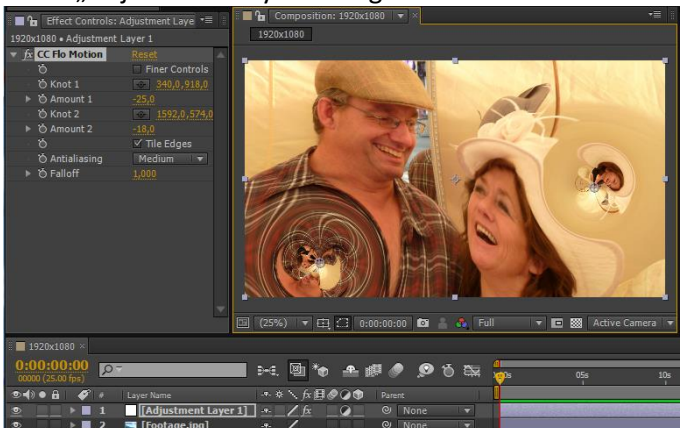 Effect Controls: Adjustment Laye
1920x1080 • Adjustment Layer 1
fx CC Flo Motion Reset
Finer Controls
Knot 1 340,0,918,0
Amount 1 -25,0
Knot 2 1592,0,574,0
Amount 2 -18,0
Tile Edges
Antialiasing Medium
Falloff 1,000
Composition: 1920x1080
1920x1080
(25%) 0:00:00:00 Full Active Camera
1920x1080
0:00:00:00
00000 (25.00 fps)
# Layer Name fx Parent
1 [Adjustment Layer 1] fx None
2 [Footage.jpg] None
05s 10s